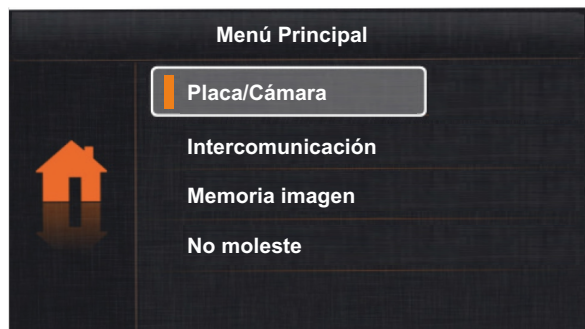 Menú Principal
Placa/Cámara
Intercomunicación
Memoria imagen
No moleste